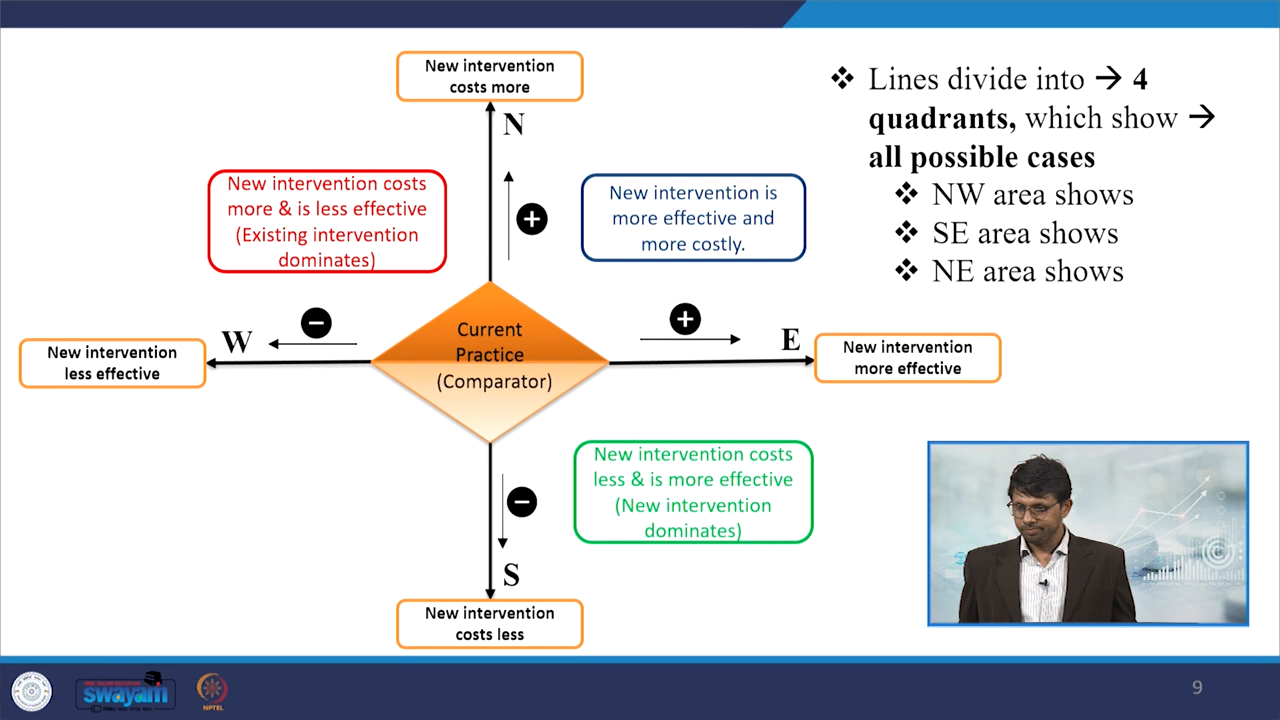 New intervention
costs more
N
New intervention costs
more & is less effective
(Existing intervention
dominates)
+
New intervention is
more effective and
more costly.
❖ Lines divide into → 4
quadrants, which show →
all possible cases
❖ NW area shows
❖ SE area shows
❖ NE area shows
New intervention
less effective
W
−
Current
Practice
(Comparator)
+
E
New intervention
more effective
−
S
New intervention costs
less & is more effective
(New intervention
dominates)
New intervention
costs less
swayam
NPTEL
9